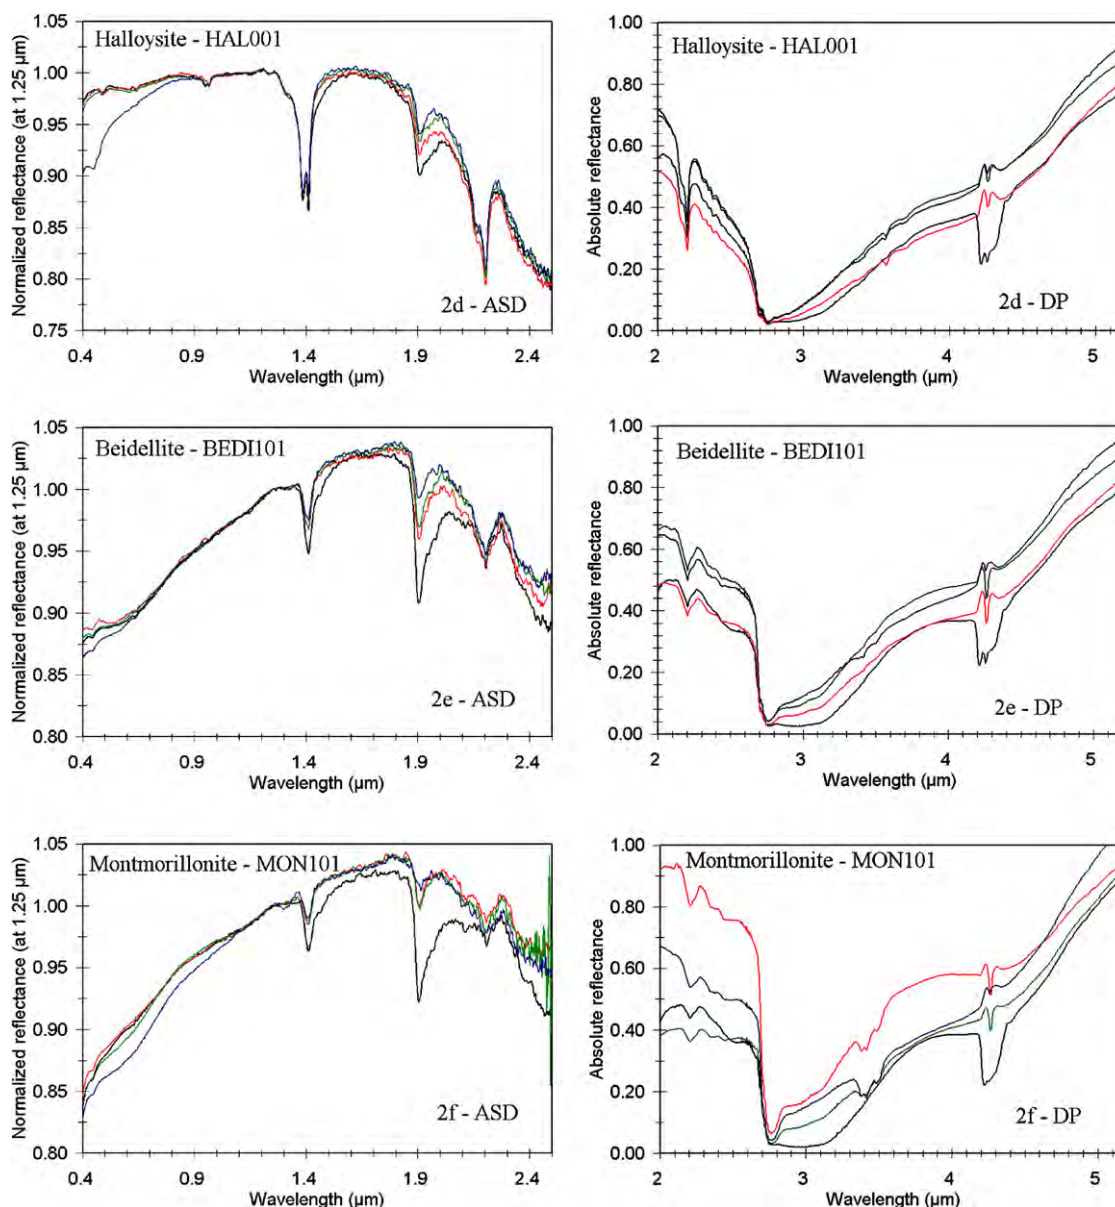 Halloysite - HAL001
Normalized reflectance (at 1.25 µm)
1.05
1.00
0.95
0.90
0.85
0.80
0.75
2d - ASD
0.4 0.9 1.4 1.9 2.4
Wavelength (µm)
Halloysite - HAL001
Absolute reflectance
1.00
0.80
0.60
0.40
0.20
0.00
2d - DP
2 3 4 5
Wavelength (µm)
Beidellite - BEDI101
Normalized reflectance (at 1.25 µm)
1.05
1.00
0.95
0.90
0.85
0.80
2e - ASD
0.4 0.9 1.4 1.9 2.4
Wavelength (µm)
Beidellite - BEDI101
Absolute reflectance
1.00
0.80
0.60
0.40
0.20
0.00
2e - DP
2 3 4 5
Wavelength (µm)
Montmorillonite - MON101
Normalized reflectance (at 1.25 µm)
1.05
1.00
0.95
0.90
0.85
0.80
2f - ASD
0.4 0.9 1.4 1.9 2.4
Wavelength (µm)
Montmorillonite - MON101
Absolute reflectance
1.00
0.80
0.60
0.40
0.20
0.00
2f - DP
2 3 4 5
Wavelength (µm)